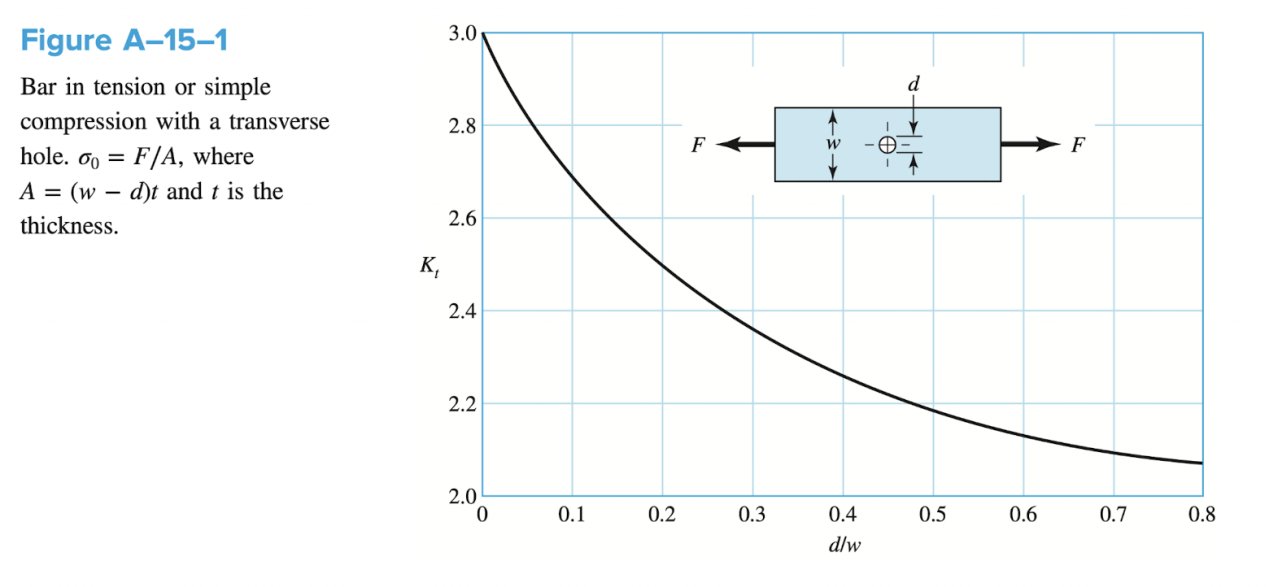 Figure A–15–1
Bar in tension or simple
compression with a transverse
hole. σ₀ = F/A, where
A = (w − d)t and t is the
thickness.
3.0
2.8
2.6
2.4
2.2
2.0
Kₜ
0 0.1 0.2 0.3 0.4 0.5 0.6 0.7 0.8
d/w
d
F w F